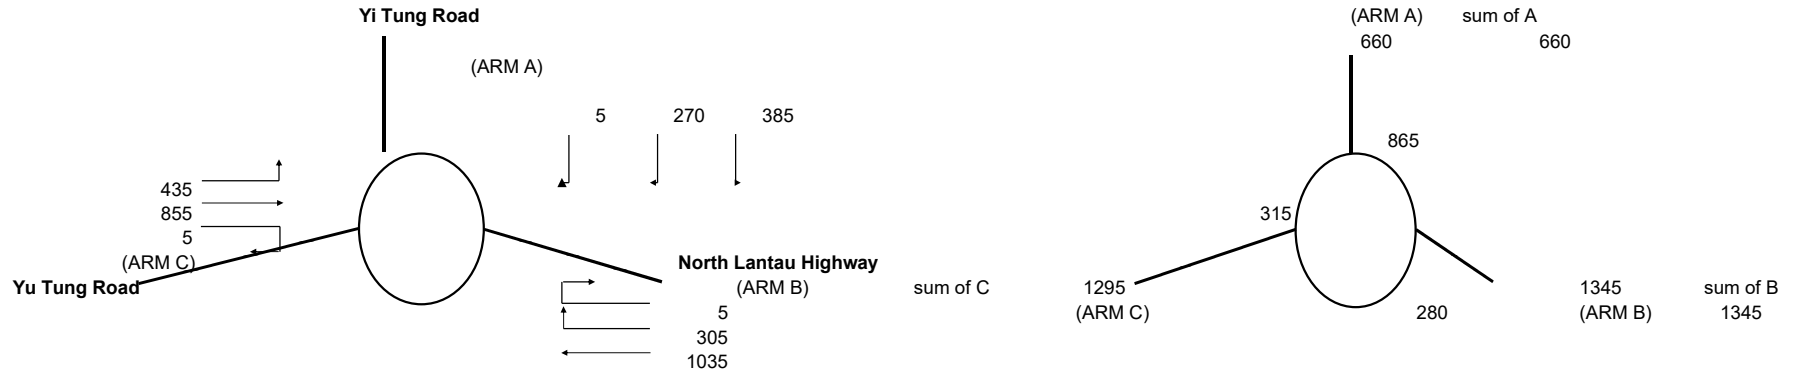 Yi Tung Road
(ARM A)
5 270 385
435
855
5
(ARM C)
Yu Tung Road
North Lantau Highway
(ARM B)
5
305
1035
(ARM A) sum of A
660 660
865
315
sum of C 1295
(ARM C)
280
1345 sum of B
(ARM B) 1345